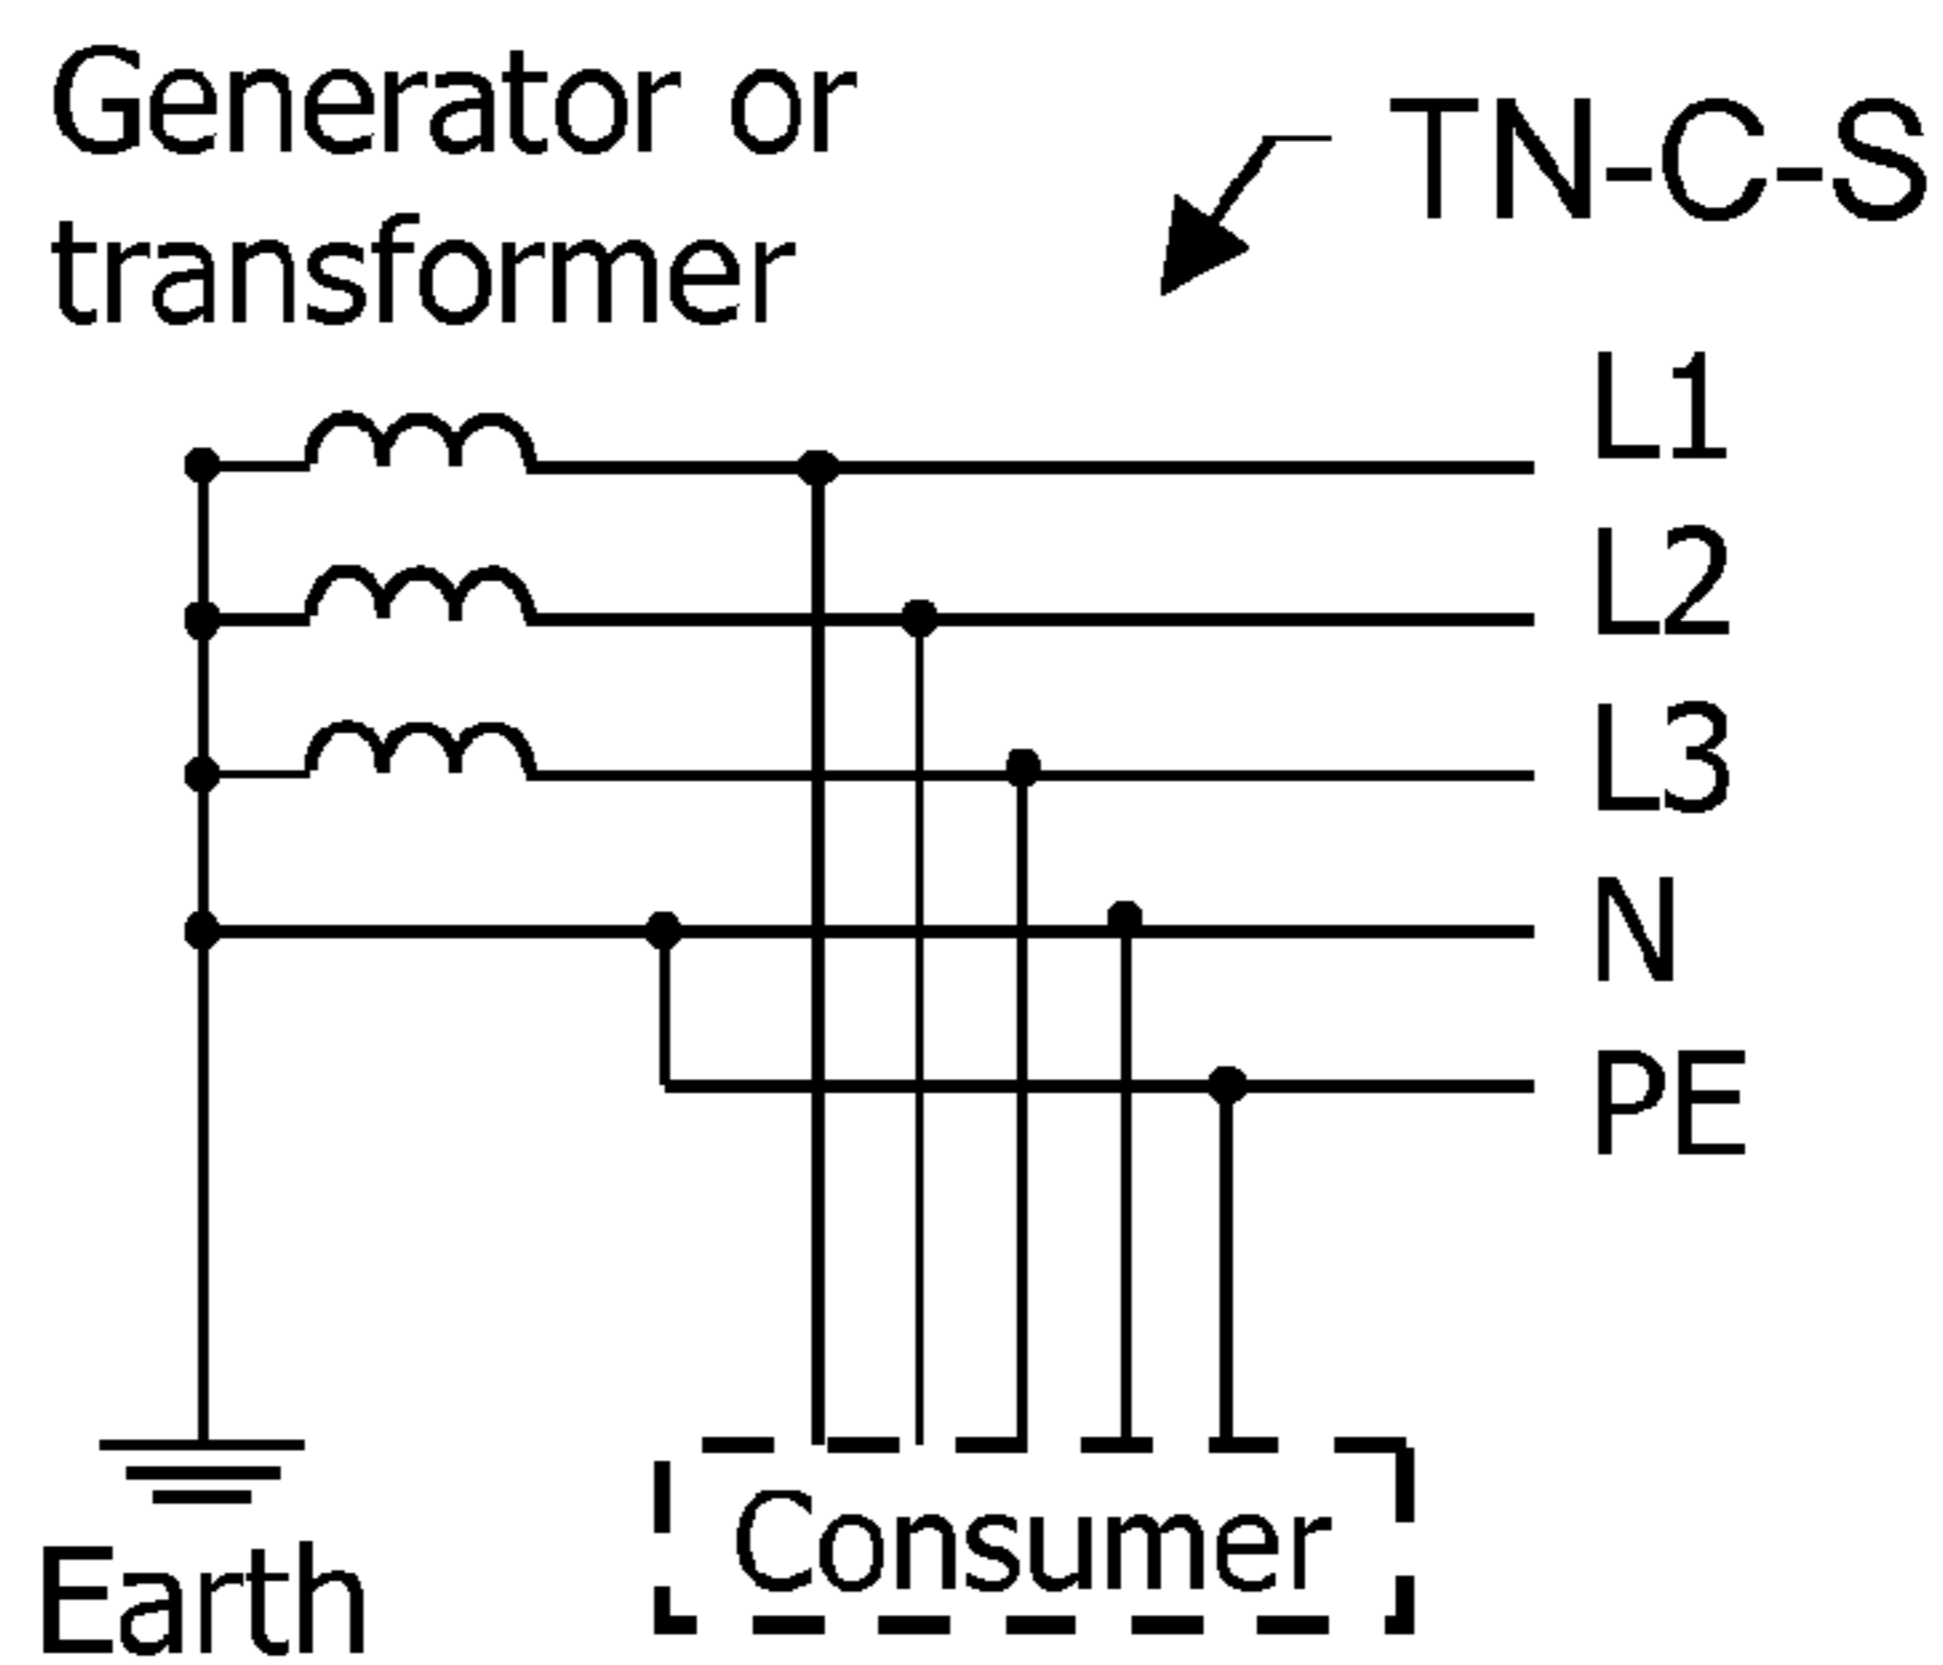 Generator or
transformer
TN-C-S
L1
L2
L3
N
PE
Consumer
Earth